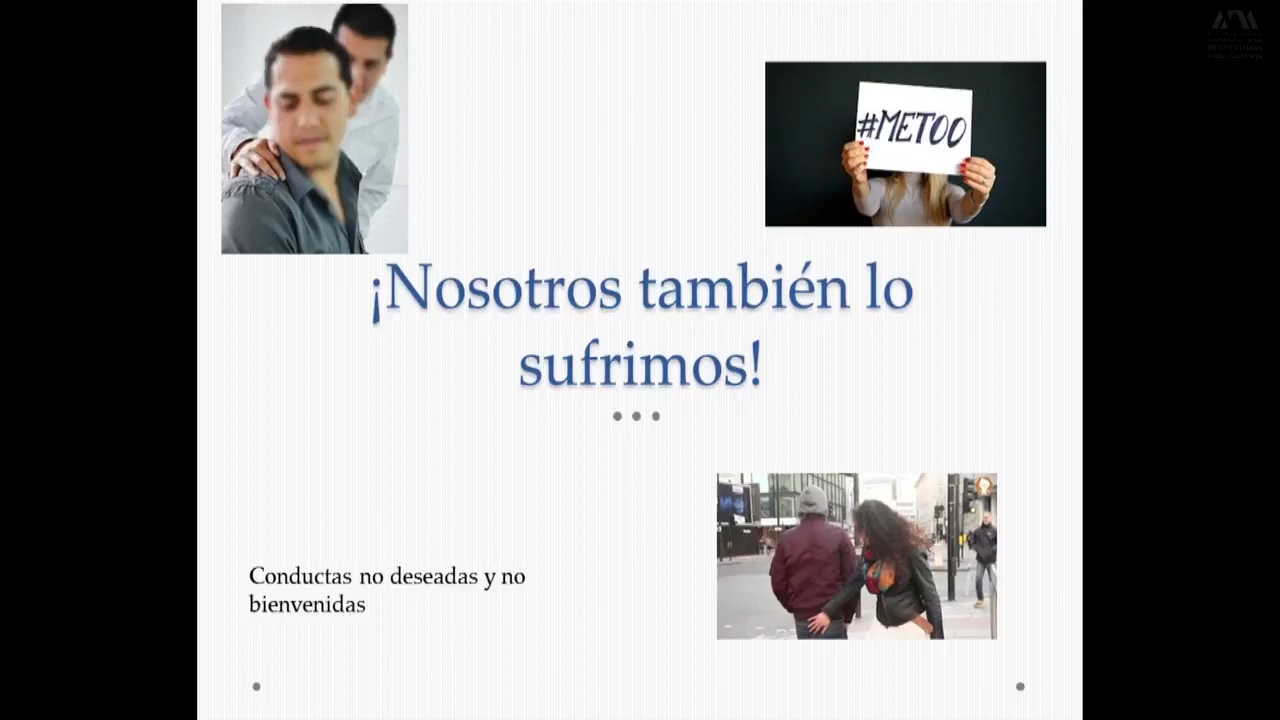 #METOO
¡Nosotros también lo
sufrimos!
Conductas no deseadas y no
bienvenidas